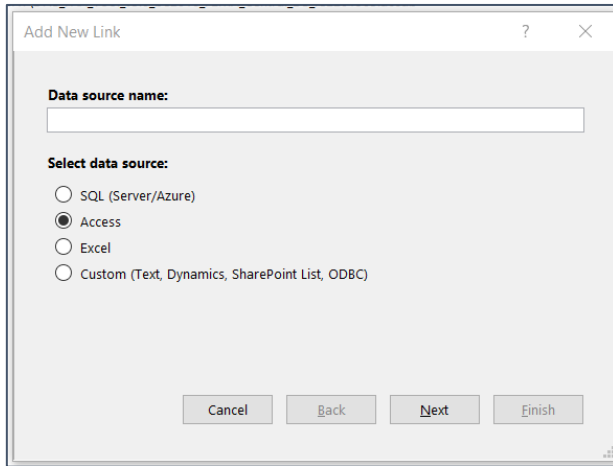 Add New Link
Data source name:
Select data source:
SQL (Server/Azure)
Access
Excel
Custom (Text, Dynamics, SharePoint List, ODBC)
Cancel Back Next Finish